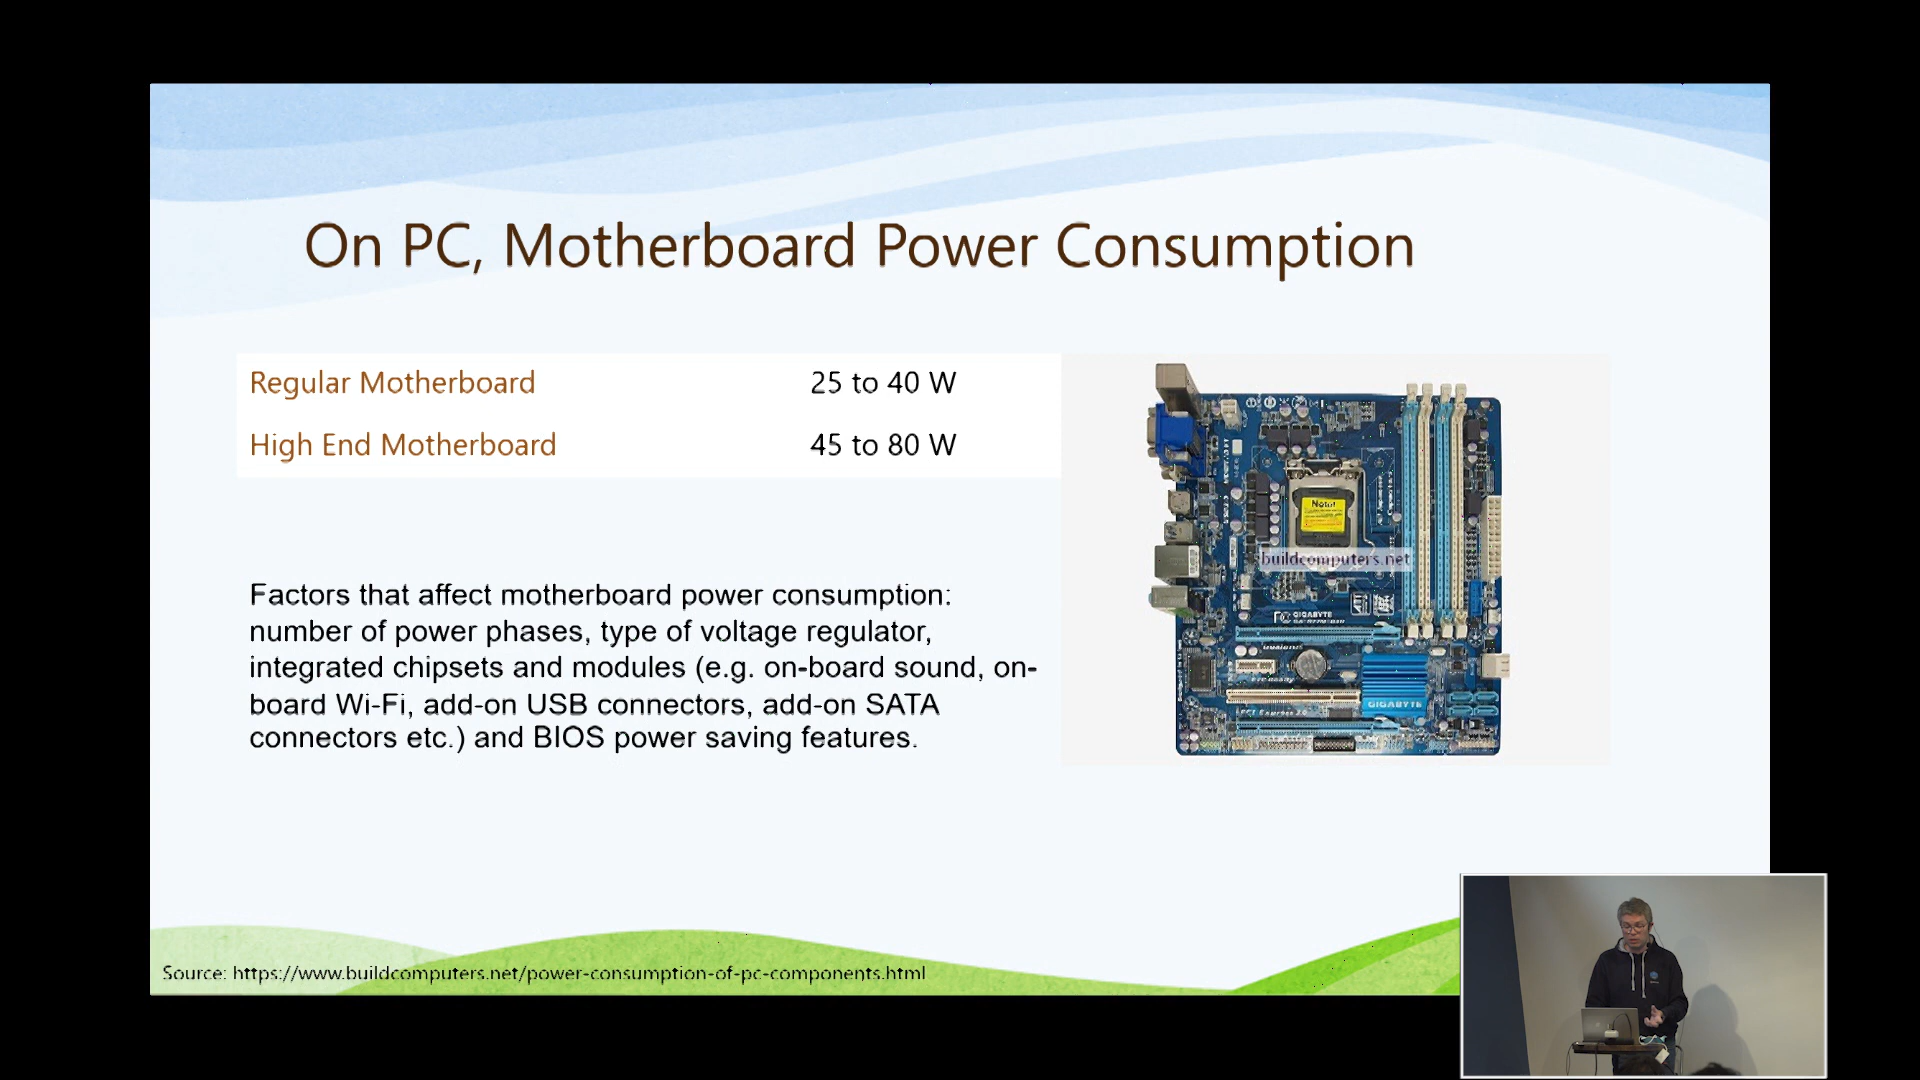 On PC, Motherboard Power Consumption
Regular Motherboard 25 to 40 W
High End Motherboard 45 to 80 W
Factors that affect motherboard power consumption:
number of power phases, type of voltage regulator,
integrated chipsets and modules (e.g. on-board sound, on-
board Wi-Fi, add-on USB connectors, add-on SATA
connectors etc.) and BIOS power saving features.
buildcomputers.net
GIGABYTE
GIGABYTE
Source: https://www.buildcomputers.net/power-consumption-of-pc-components.html